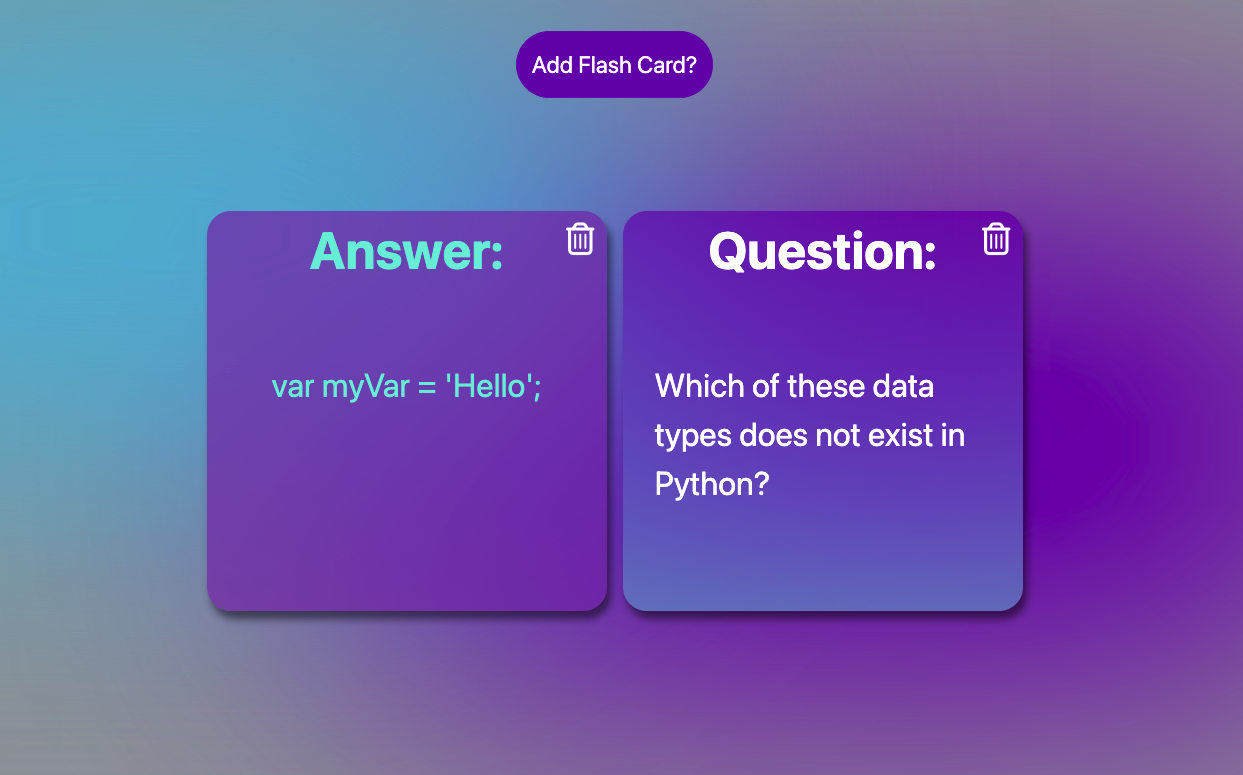 Add Flash Card?
Answer:
var myVar = 'Hello';
Question:
Which of these data
types does not exist in
Python?